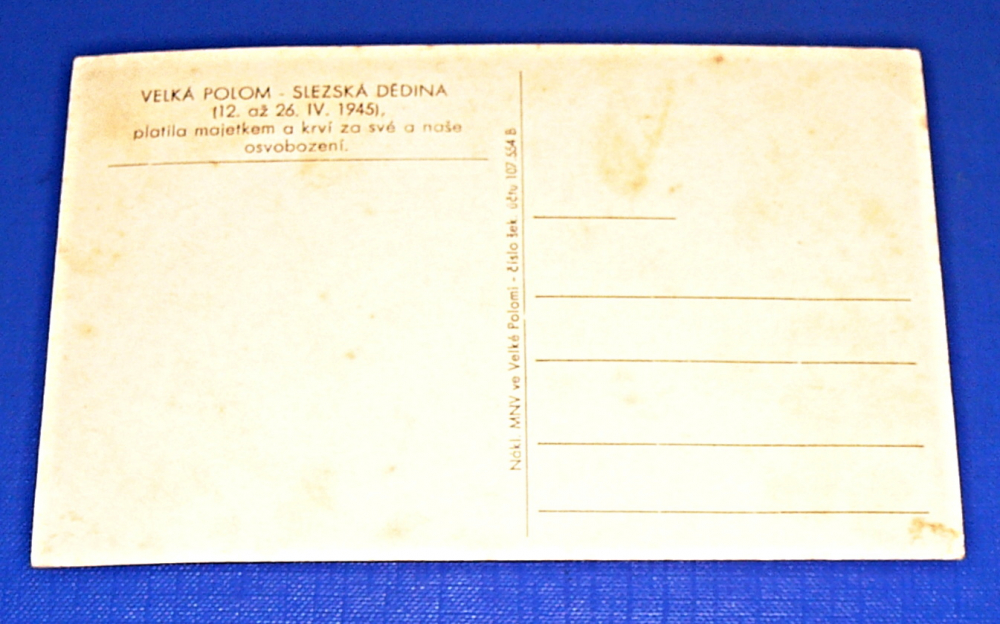 VELKÁ POLOM - SLEZSKÁ DĚDINA
(12. až 26. IV. 1945),
platila majetkem a krví za své a naše
osvobození.
Nákl. MNV ve Velké Polomi - číslo šek. účtu 107.554 B